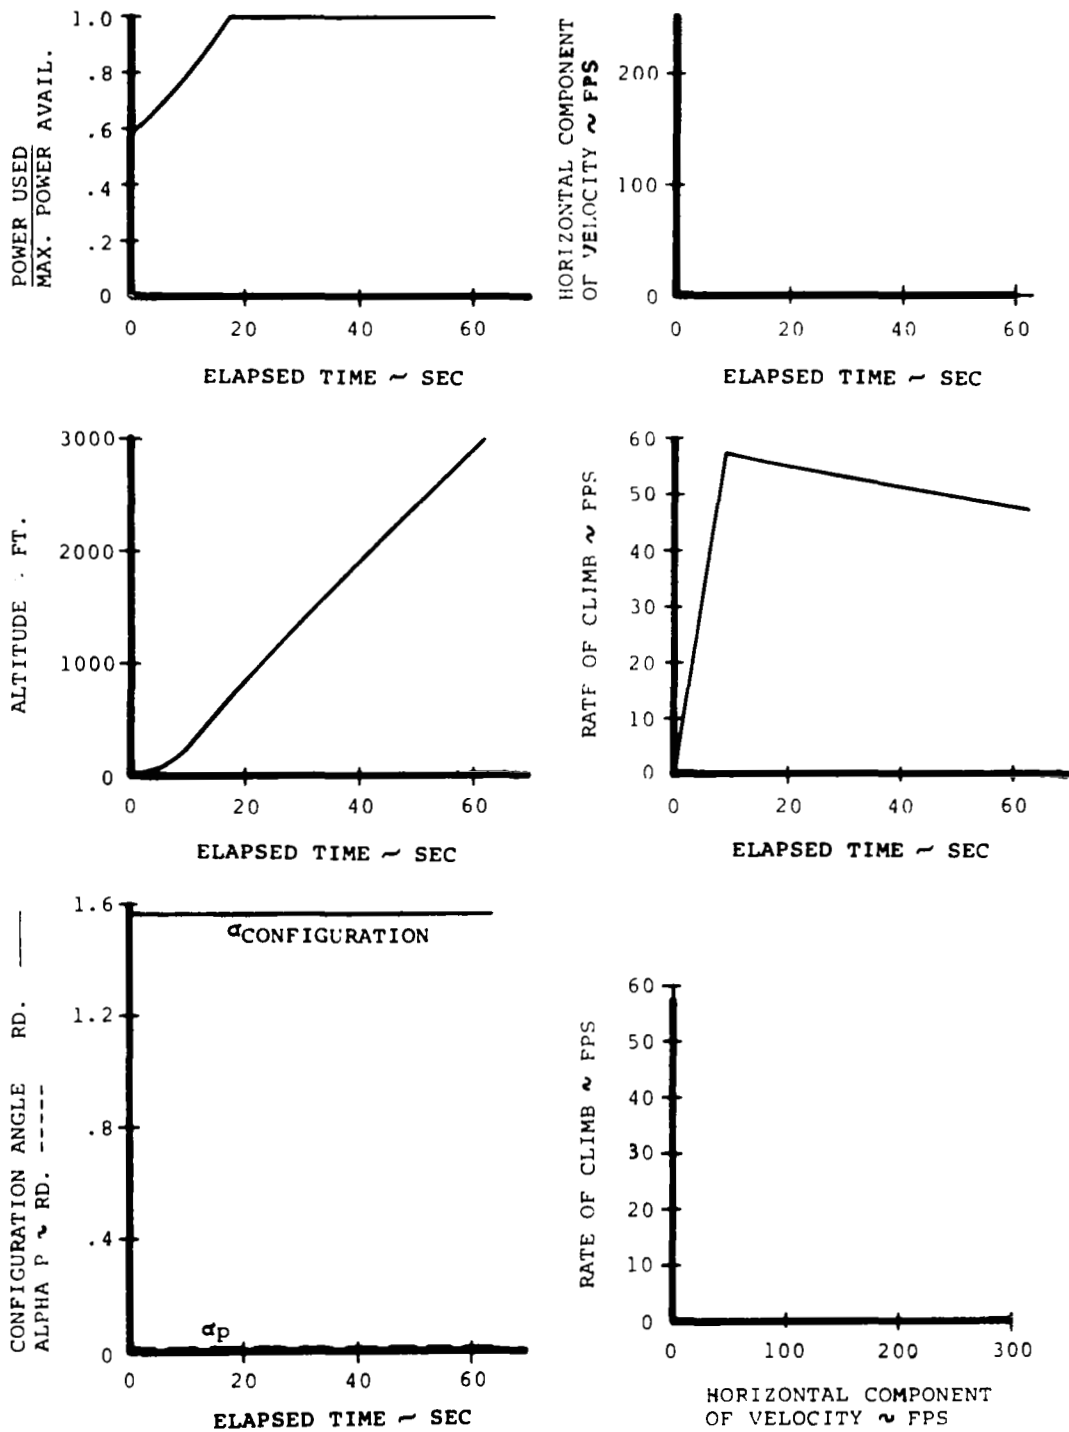 POWER USED
MAX. POWER AVAIL.
1.0
.8
.6
.4
.2
0
0 20 40 60
ELAPSED TIME ~ SEC
HORIZONTAL COMPONENT
OF VELOCITY ~ FPS
200
100
0
0 20 40 60
ELAPSED TIME ~ SEC
ALTITUDE FT.
3000
2000
1000
0
0 20 40 60
ELAPSED TIME ~ SEC
RATE OF CLIMB ~ FPS
60
50
40
30
20
10
0
0 20 40 60
ELAPSED TIME ~ SEC
CONFIGURATION ANGLE RD. ——
ALPHA P ~ RD. -----
1.6
1.2
.8
.4
0
αCONFIGURATION
αp
0 20 40 60
ELAPSED TIME ~ SEC
RATE OF CLIMB ~ FPS
60
50
40
30
20
10
0
0 100 200 300
HORIZONTAL COMPONENT
OF VELOCITY ~ FPS